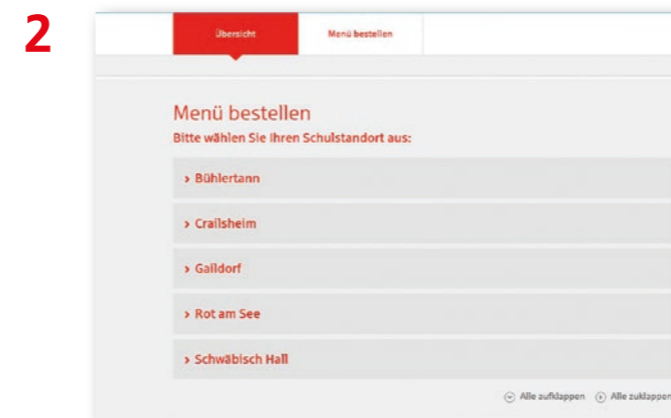 2
Übersicht Menü bestellen
Menü bestellen
Bitte wählen Sie Ihren Schulstandort aus:
› Bühlertann
› Crailsheim
› Gaildorf
› Rot am See
› Schwäbisch Hall
Alle aufklappen Alle zuklappen